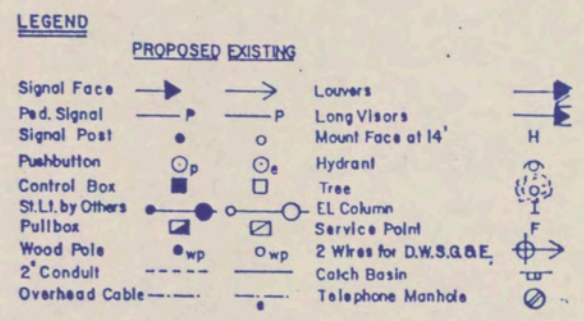 LEGEND
PROPOSED EXISTING
Signal Face
Ped. Signal P P
Signal Post
Pushbutton p e
Control Box
St.Lt. by Others
Pullbox
Wood Pole wp wp
2" Conduit
Overhead Cable e
Louvers
Long Visors
Mount Face at 14' H
Hydrant
Tree
EL Column I
Service Point F
2 Wires for D.W.S.G.& E.
Catch Basin
Telephone Manhole